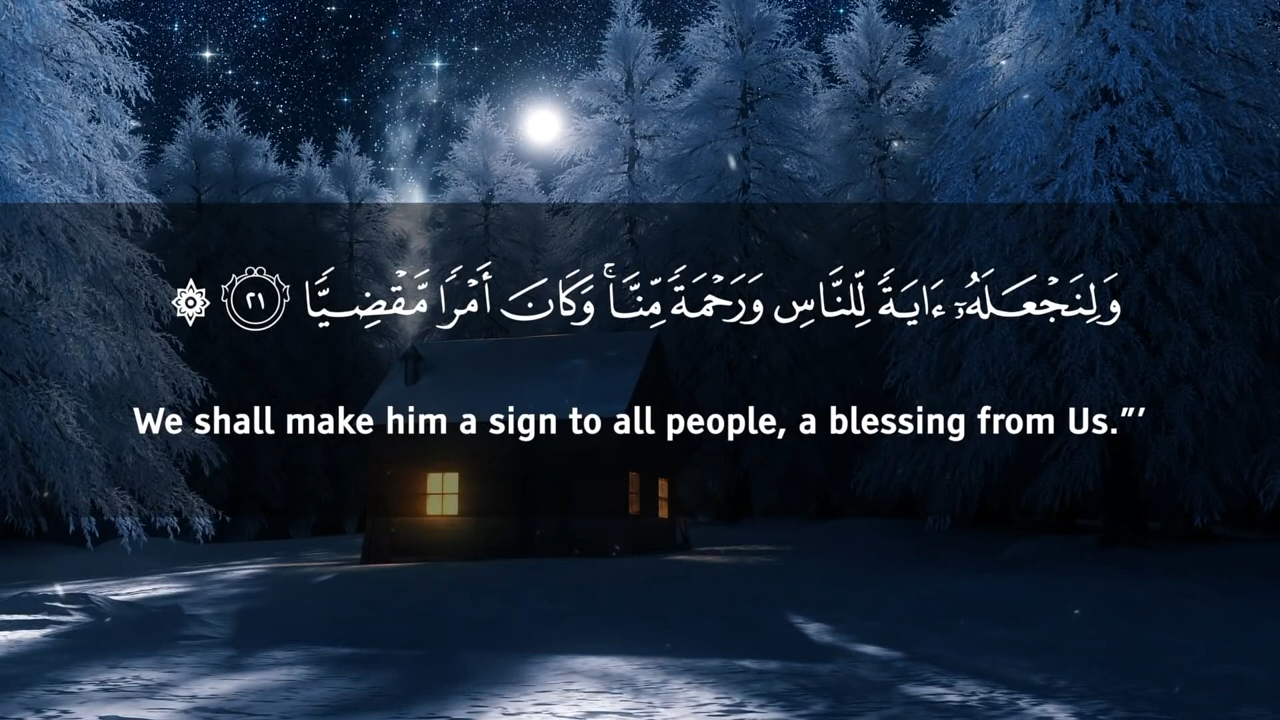 وَلِنَجْعَلَهُۥٓ ءَايَةً لِّلنَّاسِ وَرَحْمَةً مِّنَّاۚ وَكَانَ أَمْرًا مَّقْضِيًّا ٢١ ۞
We shall make him a sign to all people, a blessing from Us.”’